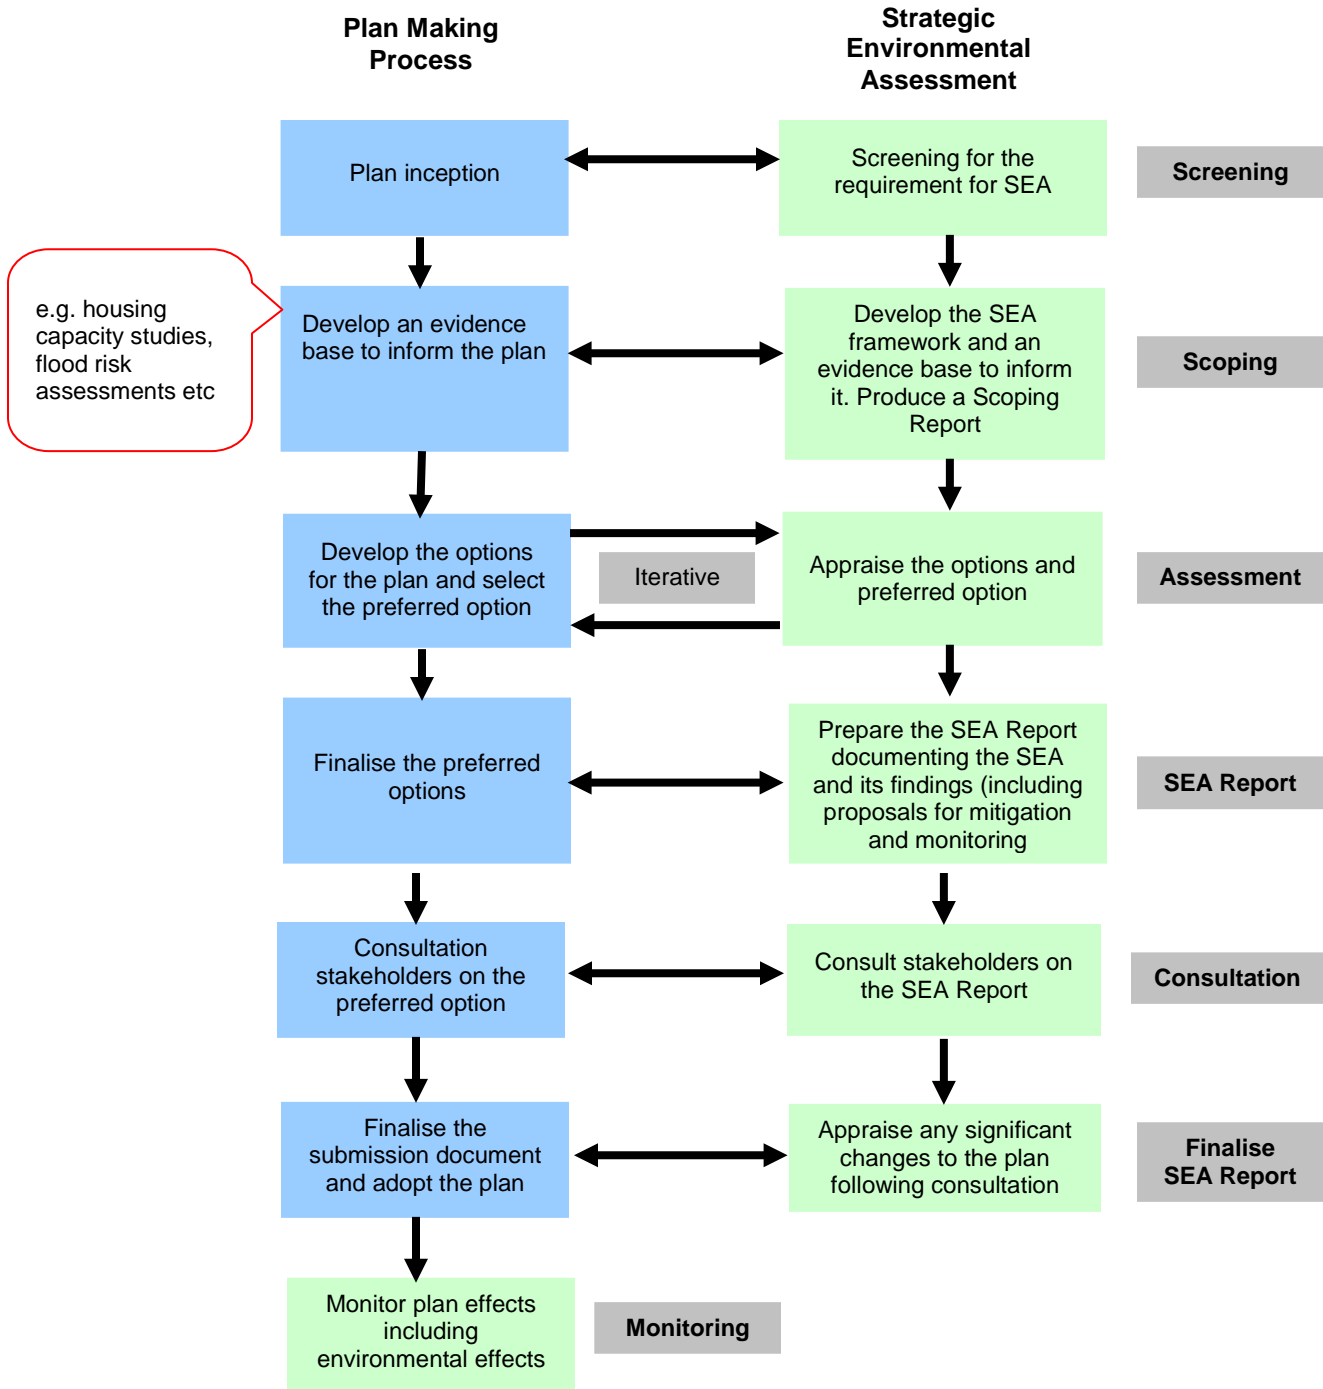 Plan Making
Process
Strategic
Environmental
Assessment
Plan inception
Screening for the
requirement for SEA
Screening
e.g. housing
capacity studies,
flood risk
assessments etc
Develop an evidence
base to inform the plan
Develop the SEA
framework and an
evidence base to inform
it. Produce a Scoping
Report
Scoping
Develop the options
for the plan and select
the preferred option
Iterative
Appraise the options and
preferred option
Assessment
Finalise the preferred
options
Prepare the SEA Report
documenting the SEA
and its findings (including
proposals for mitigation
and monitoring
SEA Report
Consultation
stakeholders on the
preferred option
Consult stakeholders on
the SEA Report
Consultation
Finalise the
submission document
and adopt the plan
Appraise any significant
changes to the plan
following consultation
Finalise
SEA Report
Monitor plan effects
including
environmental effects
Monitoring